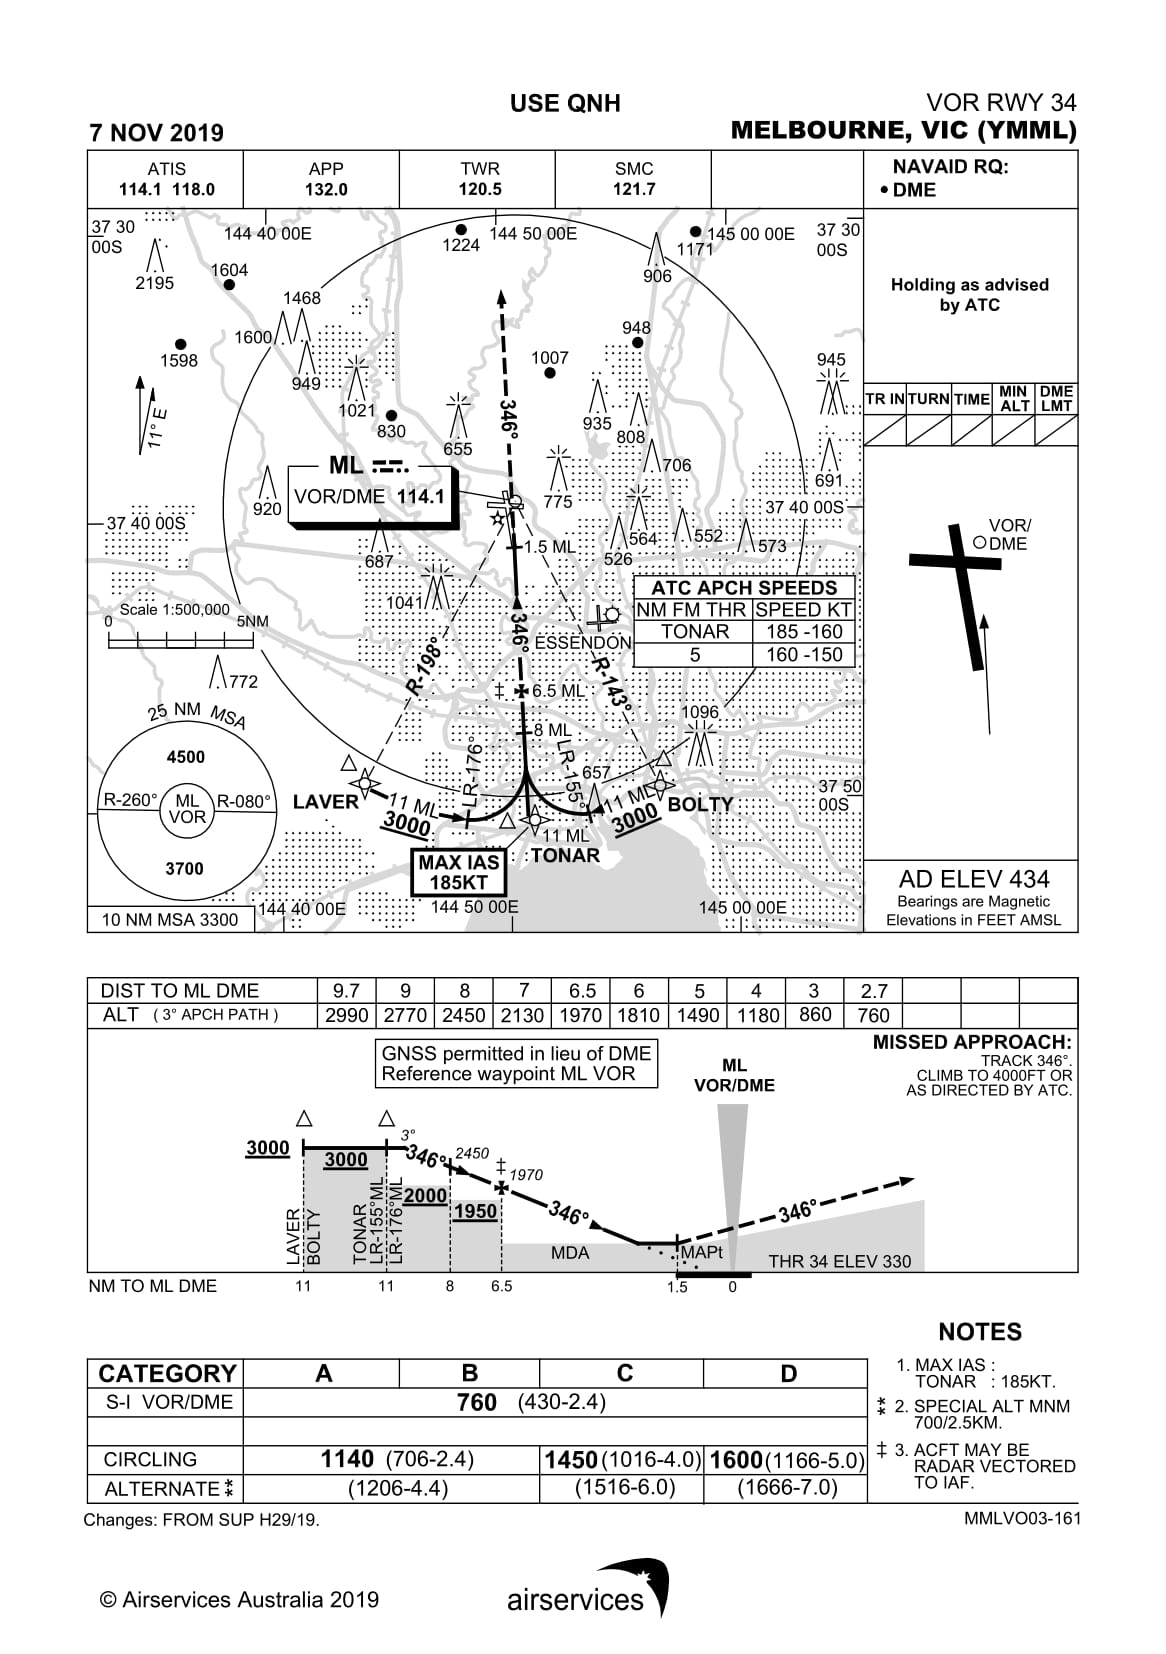 USE QNH
VOR RWY 34
7 NOV 2019
MELBOURNE, VIC (YMML)
ATIS
114.1 118.0
APP
132.0
TWR
120.5
SMC
121.7
NAVAID RQ:
• DME
37 30
00S
144 40 00E
1224
144 50 00E
1171
145 00 00E
37 30
00S
2195
1604
906
Holding as advised
by ATC
1468
1600
948
1598
949
1007
945
TR IN
TURN
TIME
MIN
ALT
DME
LMT
11° E
1021
830
346°
655
935
808
706
691
ML
VOR/DME 114.1
920
775
37 40 00S
37 40 00S
564
552
573
526
687
1.5 ML
VOR/
DME
ATC APCH SPEEDS
NM FM THR
SPEED KT
TONAR
185 -160
5
160 -150
1041
Scale 1:500,000
0
5NM
346°
ESSENDON
R-198°
R-143°
772
‡
6.5 ML
25 NM MSA
4500
R-260°
ML
VOR
R-080°
3700
8 ML
1096
LR-176°
LR-155°
657
LAVER
11 ML
3000
11 ML
3000
BOLTY
37 50
00S
11 ML
TONAR
MAX IAS
185KT
10 NM MSA 3300
144 40 00E
144 50 00E
145 00 00E
AD ELEV 434
Bearings are Magnetic
Elevations in FEET AMSL
DIST TO ML DME 9.7 9 8 7 6.5 6 5 4 3 2.7
ALT ( 3° APCH PATH ) 2990 2770 2450 2130 1970 1810 1490 1180 860 760
GNSS permitted in lieu of DME
Reference waypoint ML VOR
ML
VOR/DME
MISSED APPROACH:
TRACK 346°.
CLIMB TO 4000FT OR
AS DIRECTED BY ATC.
3000
3000
3°
346°
2450
‡
1970
2000
1950
346°
346°
LAVER
BOLTY
TONAR
LR-155°ML
LR-176°ML
MDA
MAPt
THR 34 ELEV 330
NM TO ML DME
11
11
8
6.5
1.5
0
CATEGORY A B C D
S-I VOR/DME 760 (430-2.4)
CIRCLING 1140 (706-2.4) 1450 (1016-4.0) 1600 (1166-5.0)
ALTERNATE ⁑ (1206-4.4) (1516-6.0) (1666-7.0)
NOTES
1. MAX IAS :
TONAR : 185KT.
⁑ 2. SPECIAL ALT MNM
700/2.5KM.
‡ 3. ACFT MAY BE
RADAR VECTORED
TO IAF.
Changes: FROM SUP H29/19.
MMLVO03-161
© Airservices Australia 2019
airservices